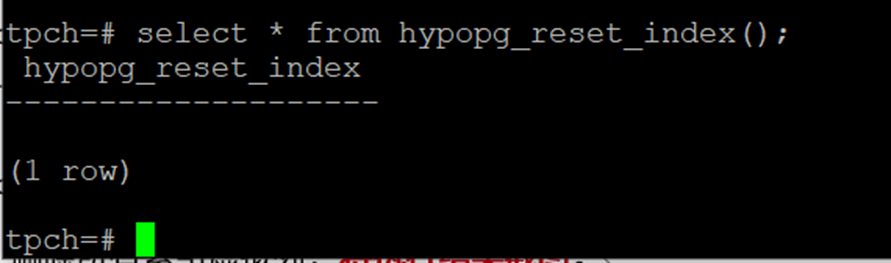 tpch=# select * from hypopg_reset_index();
hypopg_reset_index
--------------------
(1 row)
tpch=#